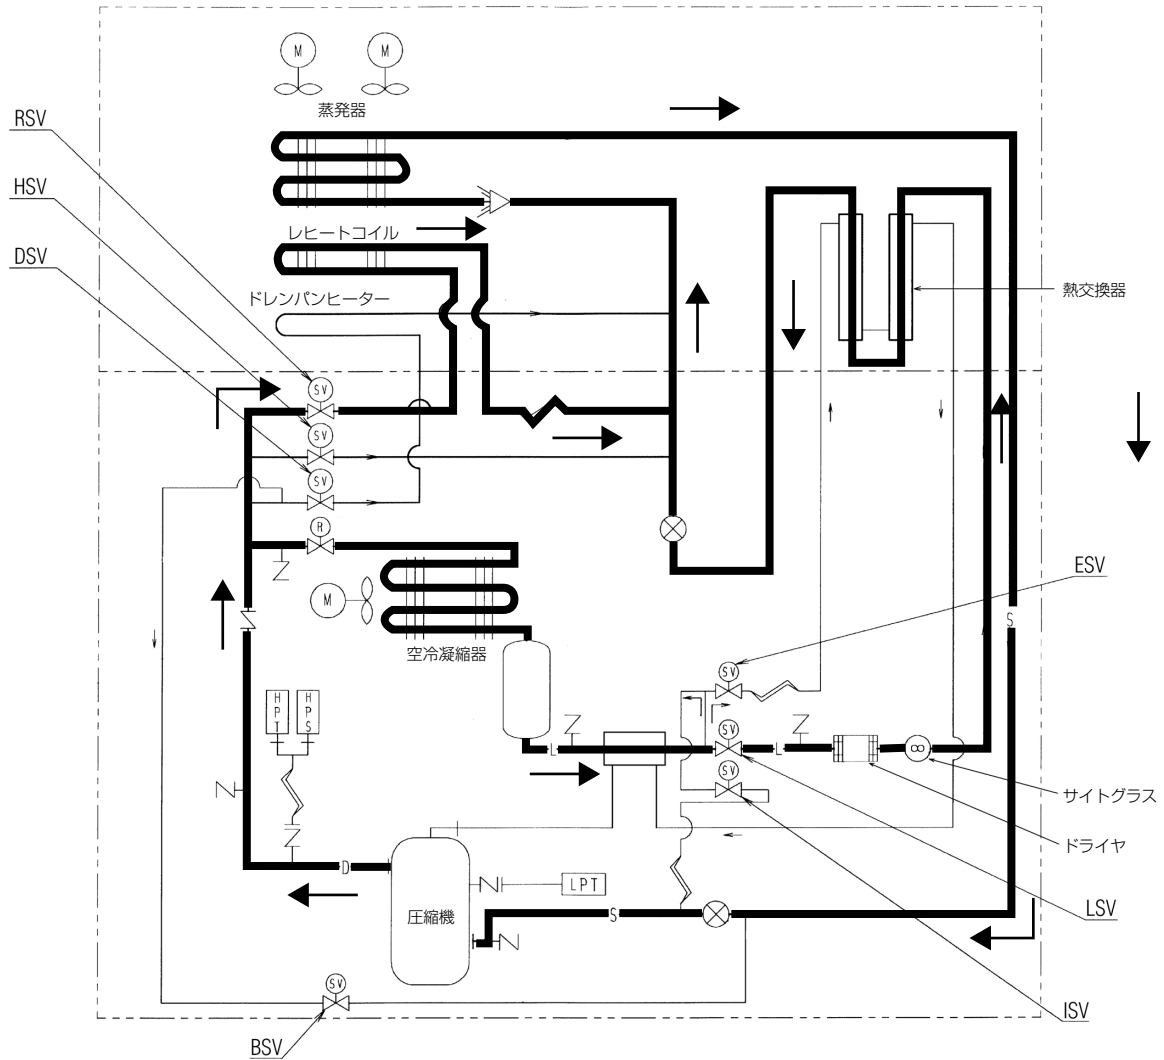 M
M
蒸発器
RSV
HSV
レヒートコイル
DSV
熱交換器
ドレンパンヒーター
SV
SV
SV
R
ESV
M
S
空冷凝縮器
SV
HPT
HPS
L
SV
L
SV
サイトグラス
ドライヤ
D
LPT
圧縮機
S
LSV
SV
ISV
BSV